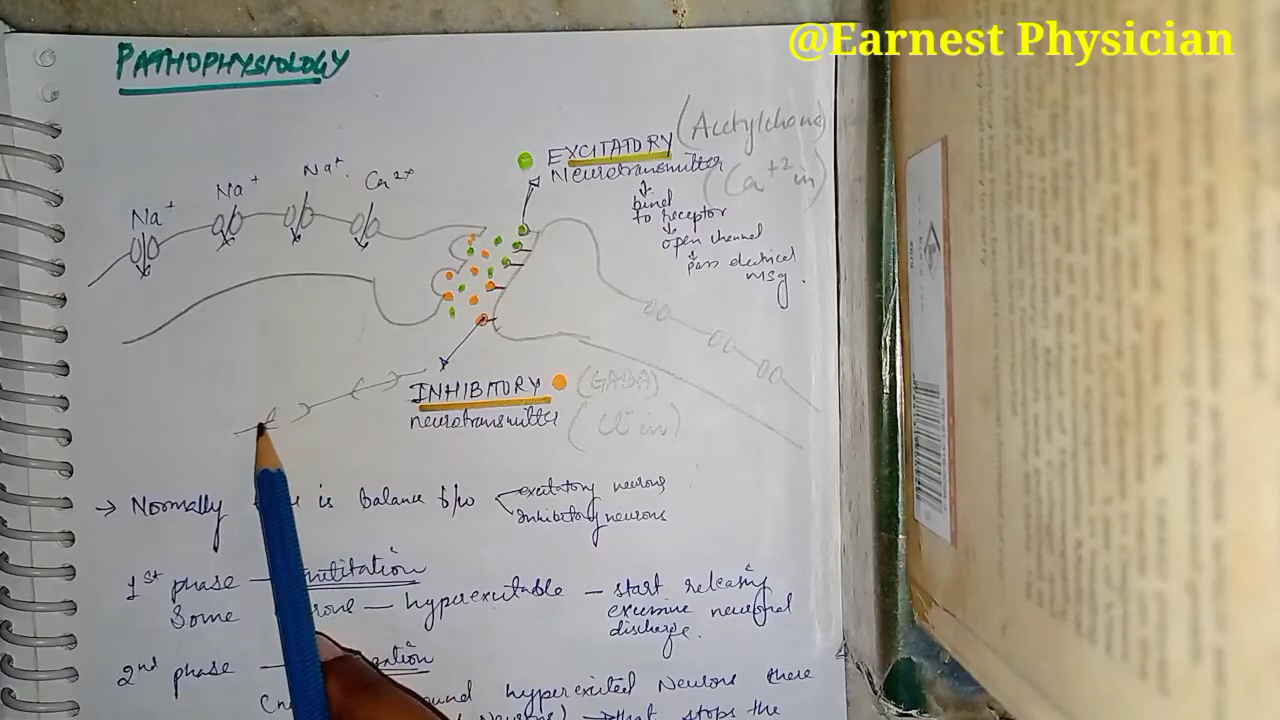 @Earnest Physician
PATHOPHYSIOLOGY
Na+
Na+
Na+
Ca2+
EXCITATORY
Neurotransmitter
(Ca+2 in)
bind
to receptor
open channel
pass electrical
msg.
INHIBITORY (GABA)
neurotransmitter (Cl- in)
→ Normally is balance b/w
excitatory neurons
inhibitory neurons
1st phase —
Some — hyperexcitable — start releasing
excessive neuronal
discharge.
2nd phase —
hyperexcited Neurons there
Neurons) → that stops the